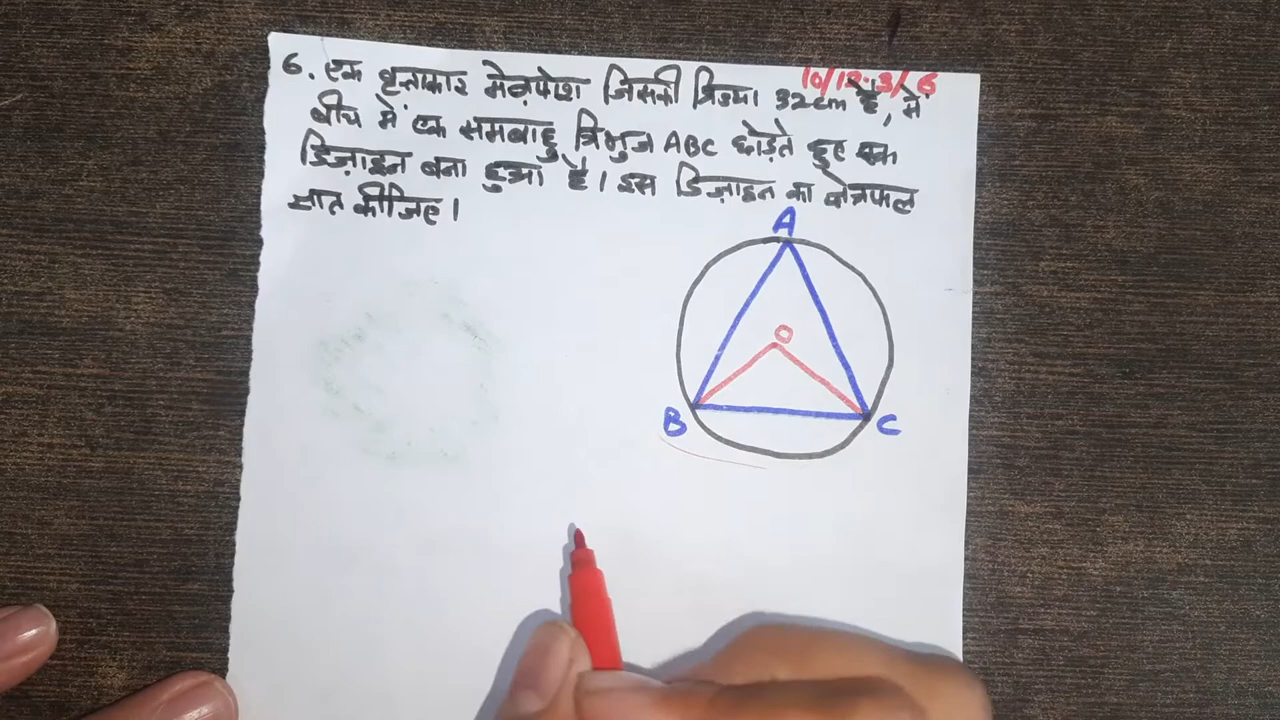 10/12.3/6
6. एक वृत्ताकार मेज़पोश जिसकी त्रिज्या 32cm है, में
बीच में एक समबाहु त्रिभुज ABC छोड़ते हुए एक
डिज़ाइन बना हुआ है। इस डिज़ाइन का क्षेत्रफल
ज्ञात कीजिए।
A
O
B
C